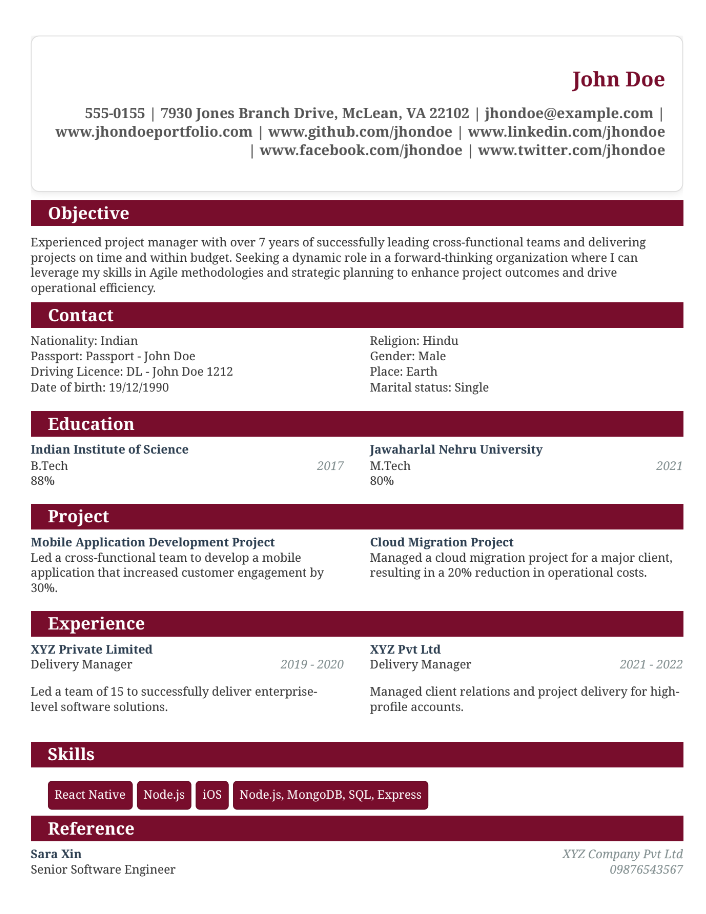 John Doe
555-0155 | 7930 Jones Branch Drive, McLean, VA 22102 | jhondoe@example.com |
www.jhondoeportfolio.com | www.github.com/jhondoe | www.linkedin.com/jhondoe
| www.facebook.com/jhondoe | www.twitter.com/jhondoe
Objective
Experienced project manager with over 7 years of successfully leading cross-functional teams and delivering
projects on time and within budget. Seeking a dynamic role in a forward-thinking organization where I can
leverage my skills in Agile methodologies and strategic planning to enhance project outcomes and drive
operational efficiency.
Contact
Nationality: Indian
Passport: Passport - John Doe
Driving Licence: DL - John Doe 1212
Date of birth: 19/12/1990
Religion: Hindu
Gender: Male
Place: Earth
Marital status: Single
Education
Indian Institute of Science
B.Tech 2017
88%
Jawaharlal Nehru University
M.Tech 2021
80%
Project
Mobile Application Development Project
Led a cross-functional team to develop a mobile
application that increased customer engagement by
30%.
Cloud Migration Project
Managed a cloud migration project for a major client,
resulting in a 20% reduction in operational costs.
Experience
XYZ Private Limited
Delivery Manager 2019 - 2020
Led a team of 15 to successfully deliver enterprise-
level software solutions.
XYZ Pvt Ltd
Delivery Manager 2021 - 2022
Managed client relations and project delivery for high-
profile accounts.
Skills
React Native Node.js iOS Node.js, MongoDB, SQL, Express
Reference
Sara Xin XYZ Company Pvt Ltd
Senior Software Engineer 09876543567